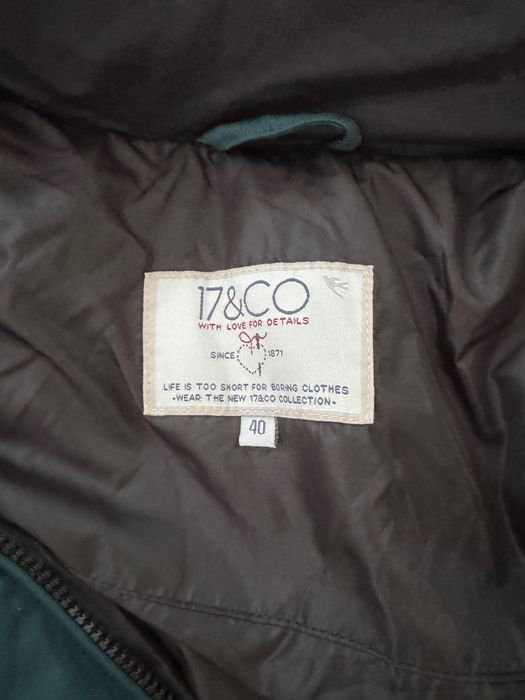 17&CO
WITH LOVE FOR DETAILS
SINCE 1871
LIFE IS TOO SHORT FOR BORING CLOTHES
-WEAR THE NEW 17&CO COLLECTION-
40